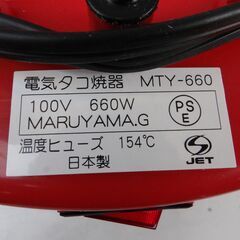 電気タコ焼器 MTY-660
100V 660W
MARUYAMA.G
PS
E
温度ヒューズ 154℃
日本製
JET